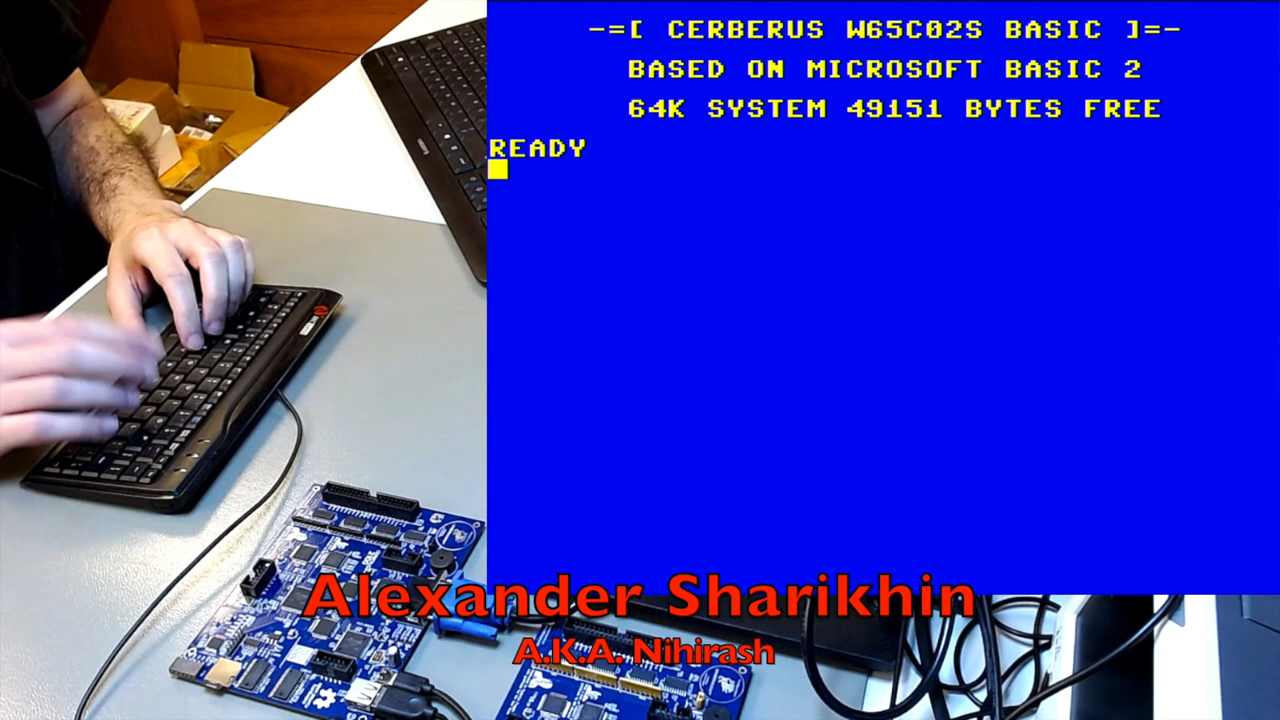 -=[ CERBERUS W65C02S BASIC ]=-
BASED ON MICROSOFT BASIC 2
64K SYSTEM 49151 BYTES FREE
READY
Alexander Sharikhin
A.K.A. Nihirash